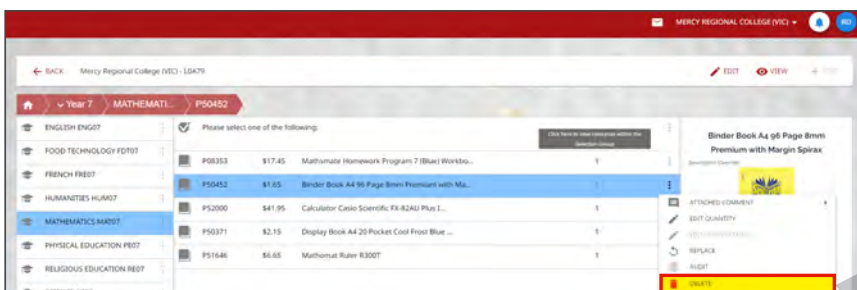 MERCY REGIONAL COLLEGE (VIC)
RD
BACK Mercy Regional College (VIC) - L0A79
EDIT VIEW
Year 7 MATHEMATI... P50452
ENGLISH ENG07
FOOD TECHNOLOGY FDT07
FRENCH FRE07
HUMANITIES HUM07
MATHEMATICS MAT07
PHYSICAL EDUCATION PE07
RELIGIOUS EDUCATION RE07
Please select one of the following:
Click here to view resources within the
Selection Group
P08353 $17.45 Mathsmate Homework Program 7 (Blue) Workbo... 1
P50452 $1.65 Binder Book A4 96 Page 8mm Premium with Ma... 1
P52000 $41.95 Calculator Casio Scientific FX-82AU Plus I... 1
P50371 $2.15 Display Book A4 20 Pocket Cool Frost Blue ... 1
P51646 $6.65 Mathomat Ruler R300T 1
Binder Book A4 96 Page 8mm
Premium with Margin Spirax
ATTACHED COMMENT
EDIT QUANTITY
REPLACE
AUDIT
DELETE